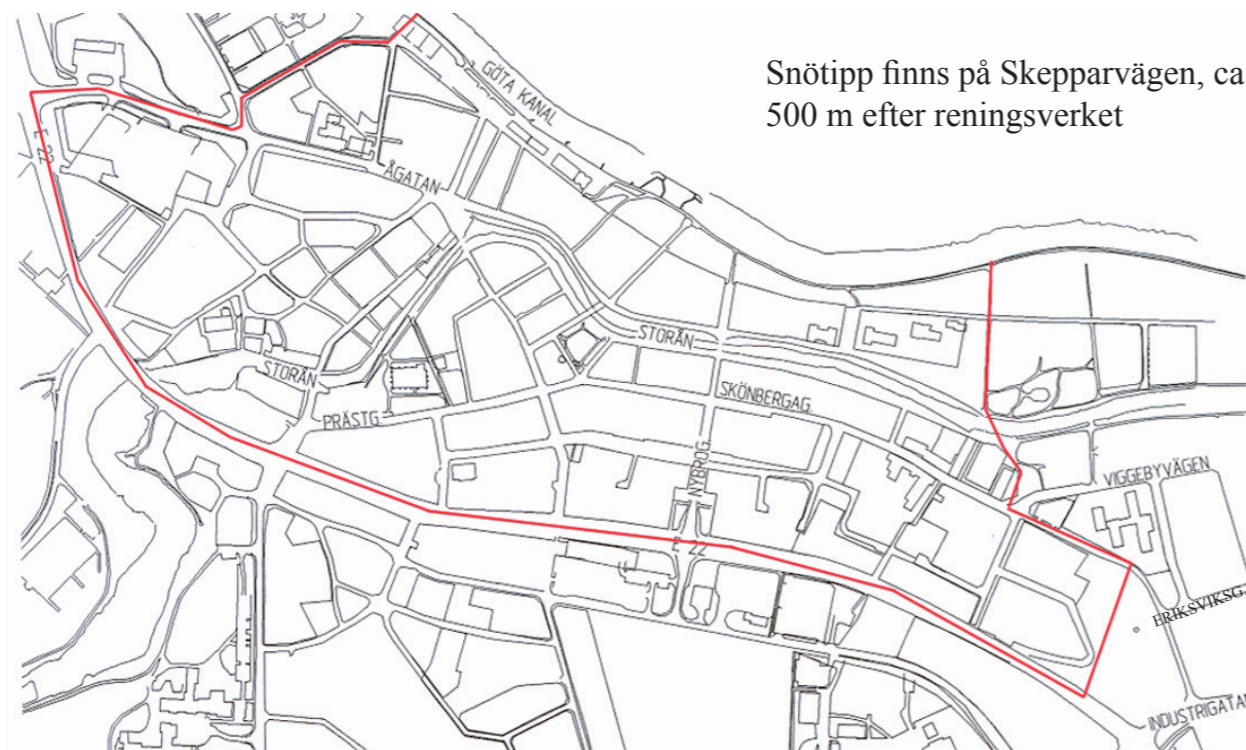 Snötipp finns på Skepparvägen, ca
500 m efter reningsverket
GÖTA KANAL
E 22
ÅGATAN
STORÅN
STORÅN
SKÖNBERGAG.
PRÄSTG.
NYBROG.
VIGGEBYVÄGEN
E 22
ERIKSVIKSG.
INDUSTRIGATAN